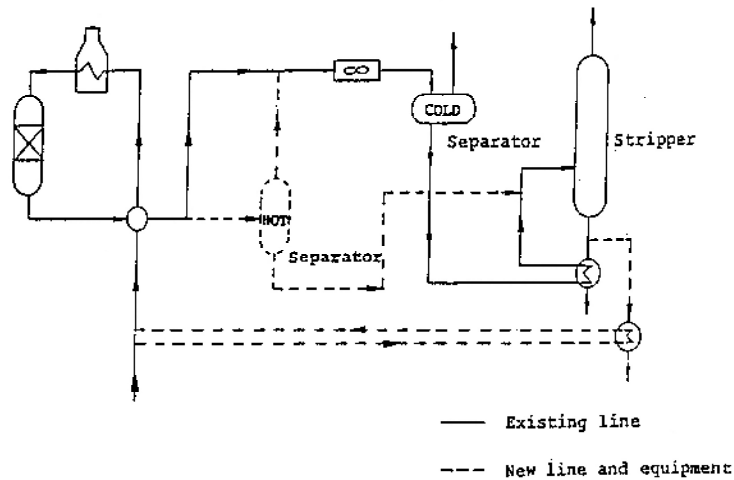 COLD
Separator
Stripper
HOT
Separator
Existing line
New line and equipment